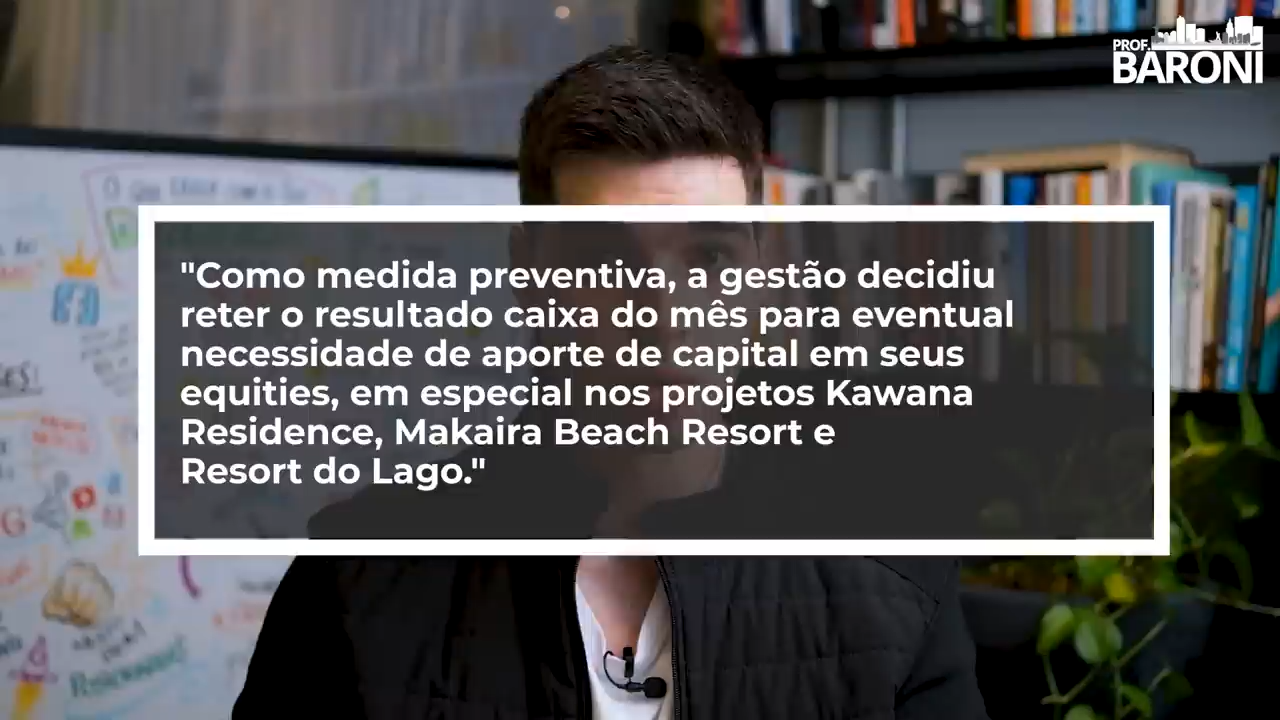 PROF.
BARONI
"Como medida preventiva, a gestão decidiu
reter o resultado caixa do mês para eventual
necessidade de aporte de capital em seus
equities, em especial nos projetos Kawana
Residence, Makaira Beach Resort e
Resort do Lago."